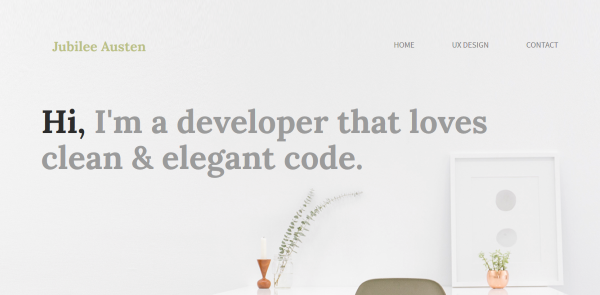 Jubilee Austen
HOME UX DESIGN CONTACT
Hi, I'm a developer that loves
clean & elegant code.